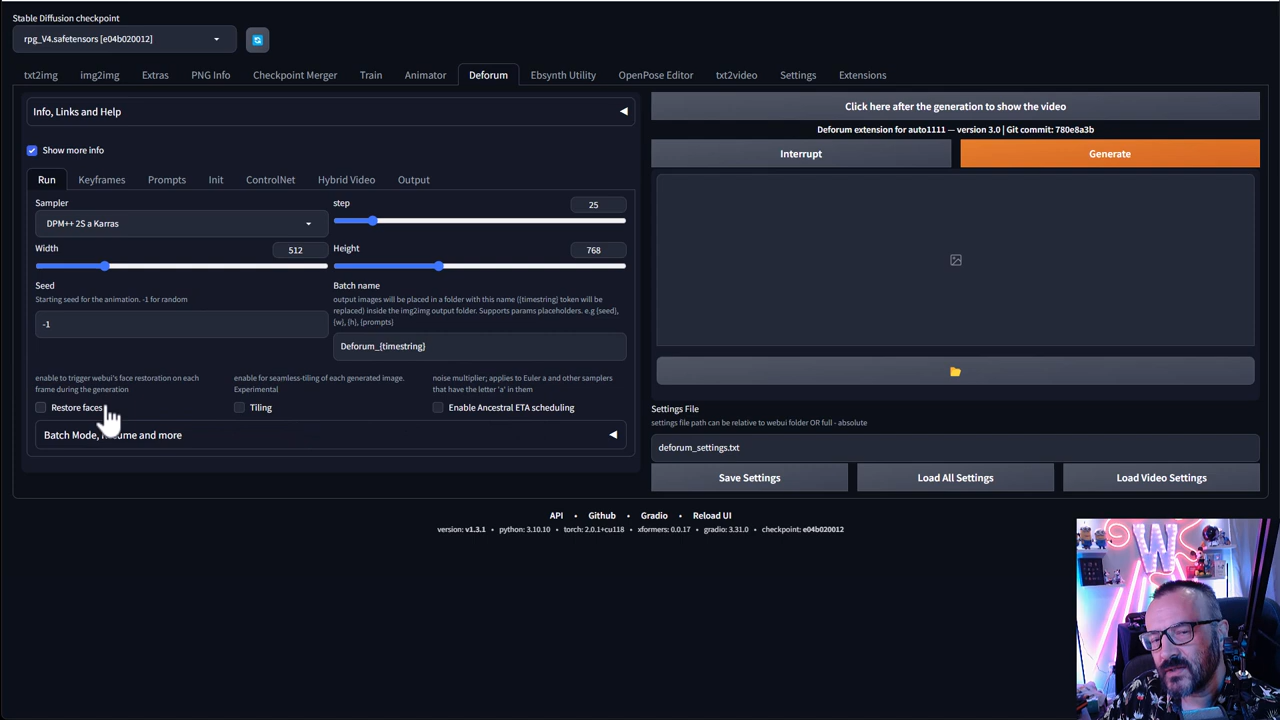 Stable Diffusion checkpoint
rpg_V4.safetensors [e04b020012]
txt2img img2img Extras PNG Info Checkpoint Merger Train Animator Deforum Ebsynth Utility OpenPose Editor txt2video Settings Extensions
Info, Links and Help
Show more info
Run Keyframes Prompts Init ControlNet Hybrid Video Output
Sampler
DPM++ 2S a Karras
step
25
Width
512
Height
768
Seed
Starting seed for the animation. -1 for random
-1
Batch name
output images will be placed in a folder with this name ({timestring} token will be
replaced) inside the img2img output folder. Supports params placeholders. e.g {seed},
{w}, {h}, {prompts}
Deforum_{timestring}
enable to trigger webui's face restoration on each
frame during the generation
Restore faces
enable for seamless-tiling of each generated image.
Experimental
Tiling
noise multiplier; applies to Euler a and other samplers
that have the letter 'a' in them
Enable Ancestral ETA scheduling
Batch Mode, and more
Click here after the generation to show the video
Deforum extension for auto1111 — version 3.0 | Git commit: 780e8a3b
Interrupt
Generate
Settings File
settings file path can be relative to webui folder OR full - absolute
deforum_settings.txt
Save Settings
Load All Settings
Load Video Settings
API • Github • Gradio • Reload UI
version: v1.3.1 • python: 3.10.10 • torch: 2.0.1+cu118 • xformers: 0.0.17 • gradio: 3.31.0 • checkpoint: e04b020012
W